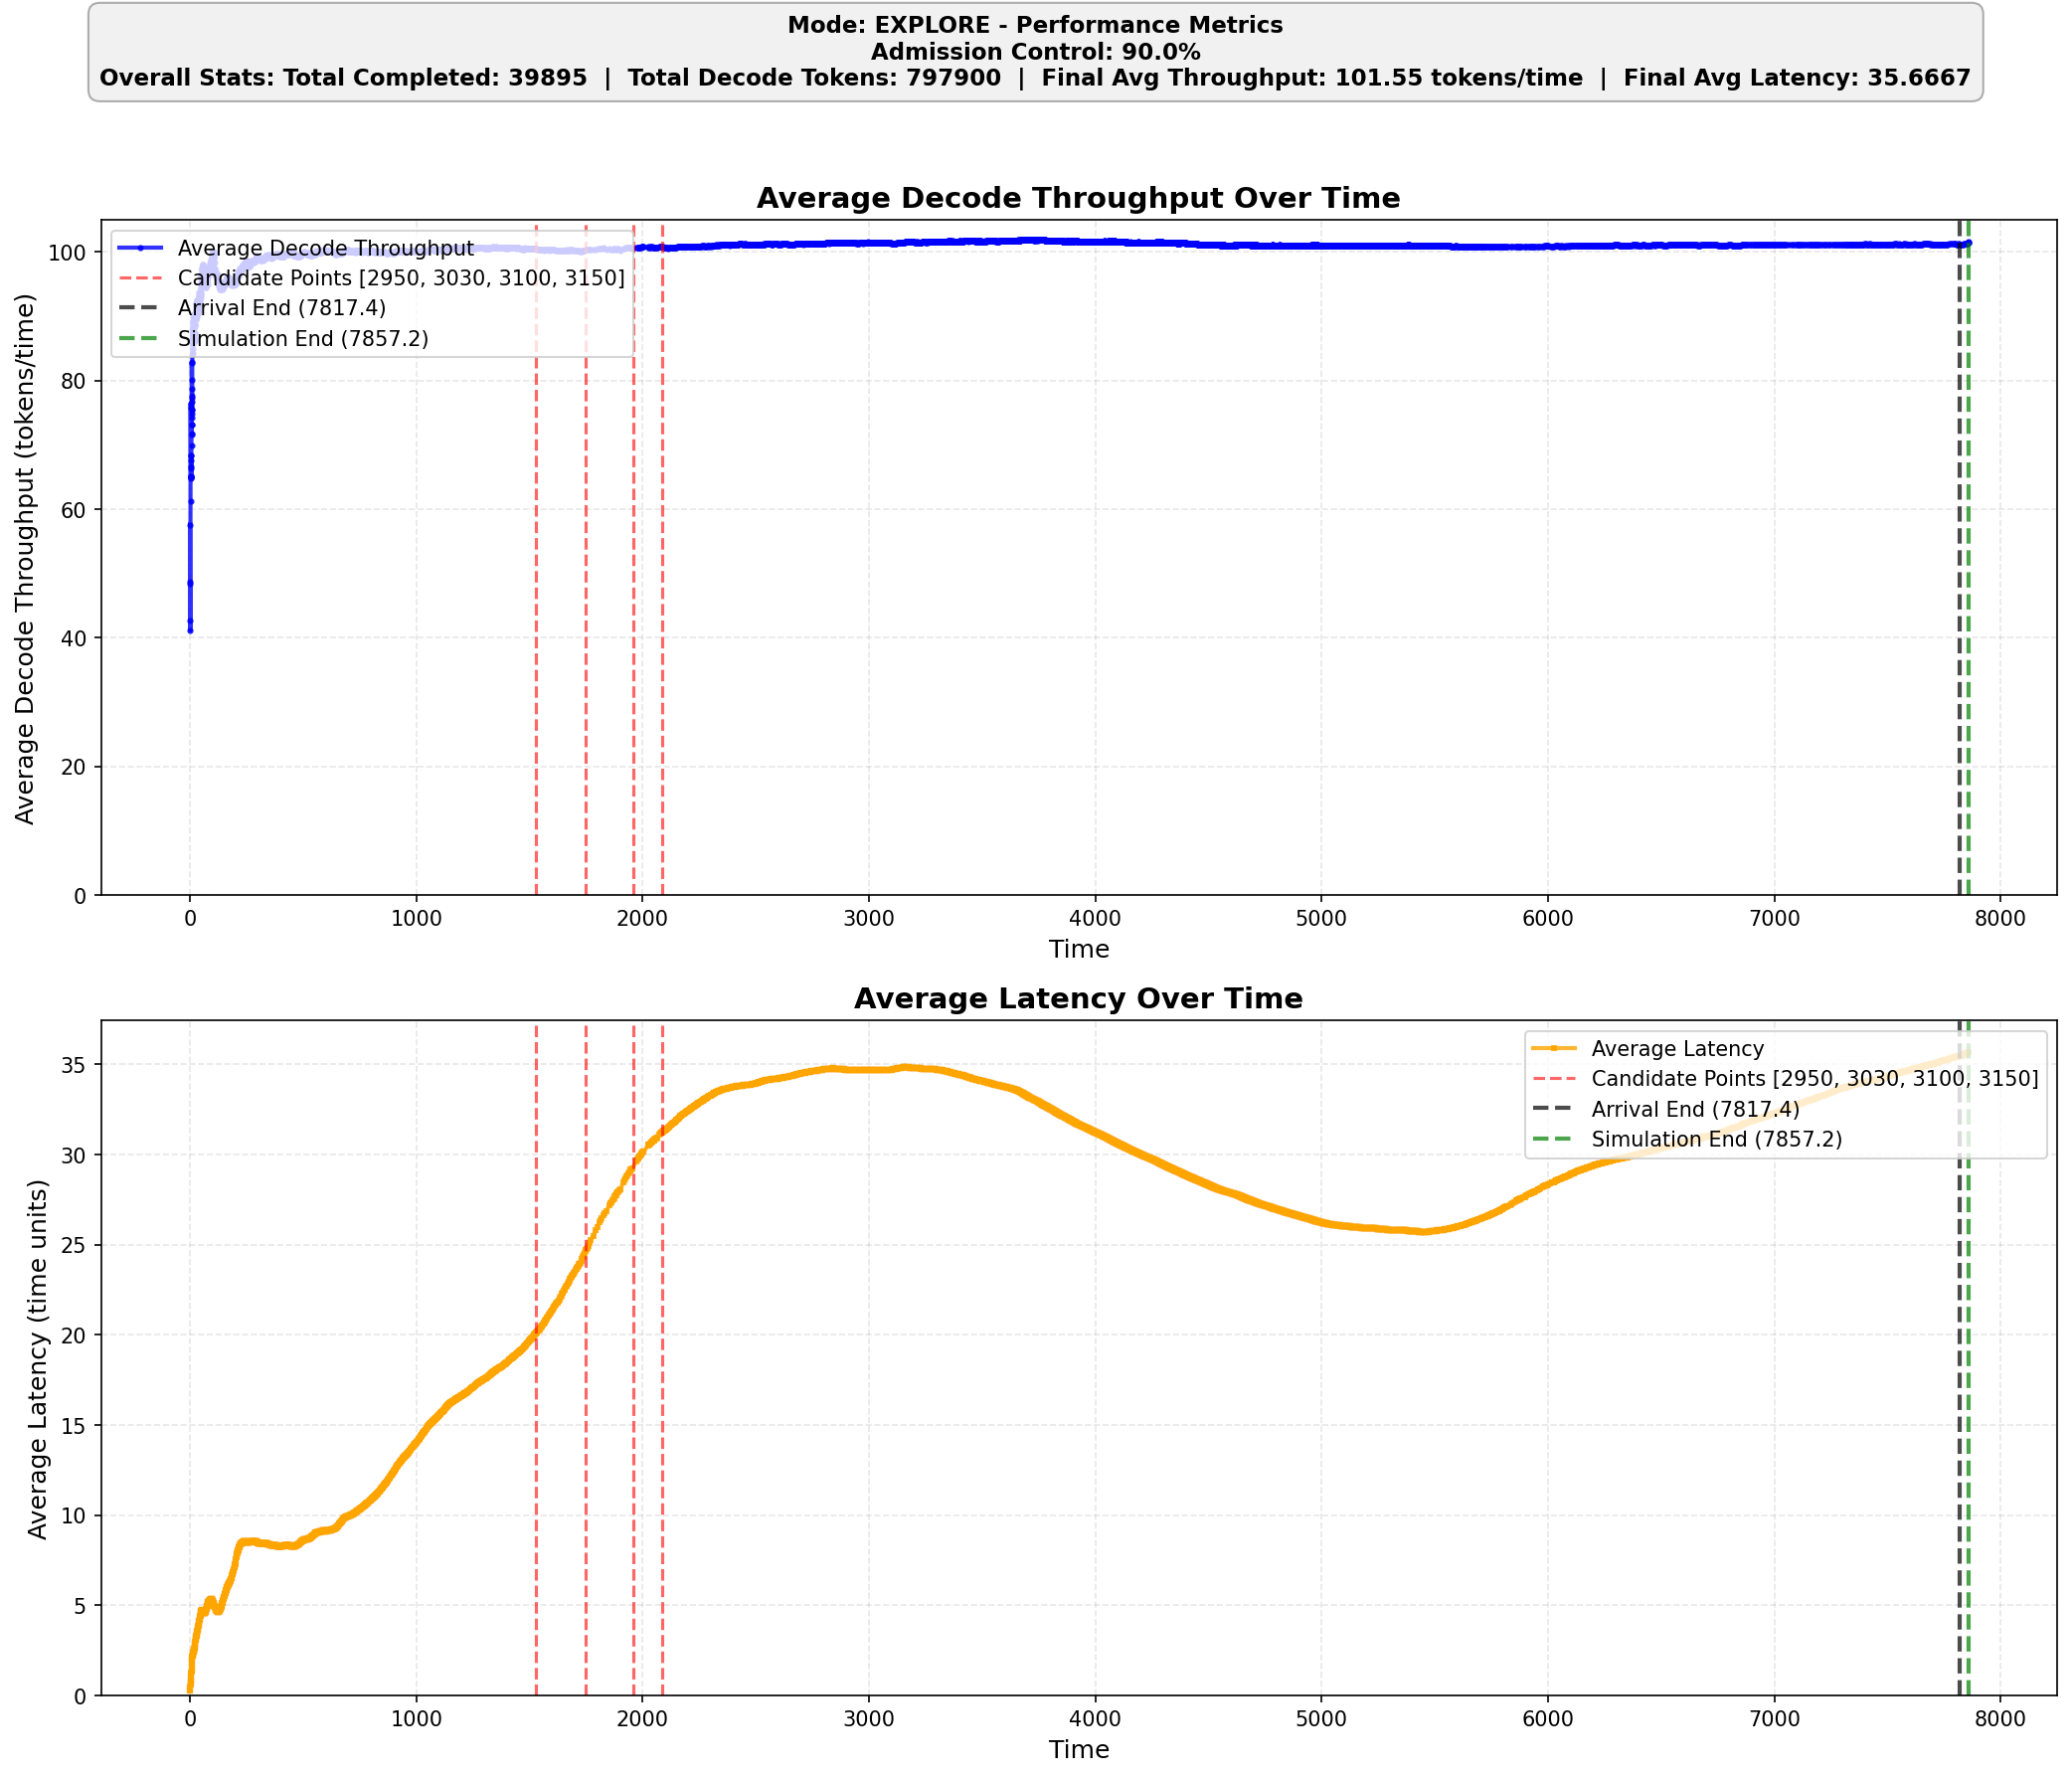 Mode: EXPLORE - Performance Metrics
Admission Control: 90.0%
Overall Stats: Total Completed: 39895 | Total Decode Tokens: 797900 | Final Avg Throughput: 101.55 tokens/time | Final Avg Latency: 35.6667
Average Decode Throughput Over Time
Average Decode Throughput (tokens/time)
100
80
60
40
20
0
Average Decode Throughput
Candidate Points [2950, 3030, 3100, 3150]
Arrival End (7817.4)
Simulation End (7857.2)
0 1000 2000 3000 4000 5000 6000 7000 8000
Time
Average Latency Over Time
Average Latency (time units)
35
30
25
20
15
10
5
0
Average Latency
Candidate Points [2950, 3030, 3100, 3150]
Arrival End (7817.4)
Simulation End (7857.2)
0 1000 2000 3000 4000 5000 6000 7000 8000
Time